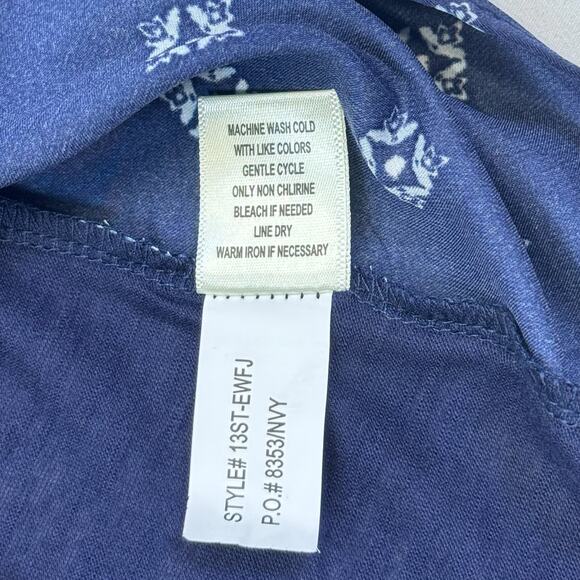 MACHINE WASH COLD
WITH LIKE COLORS
GENTLE CYCLE
ONLY NON CHLIRINE
BLEACH IF NEEDED
LINE DRY
WARM IRON IF NECESSARY
STYLE# 13ST-EWFJ
P.O.# 8353/NVY